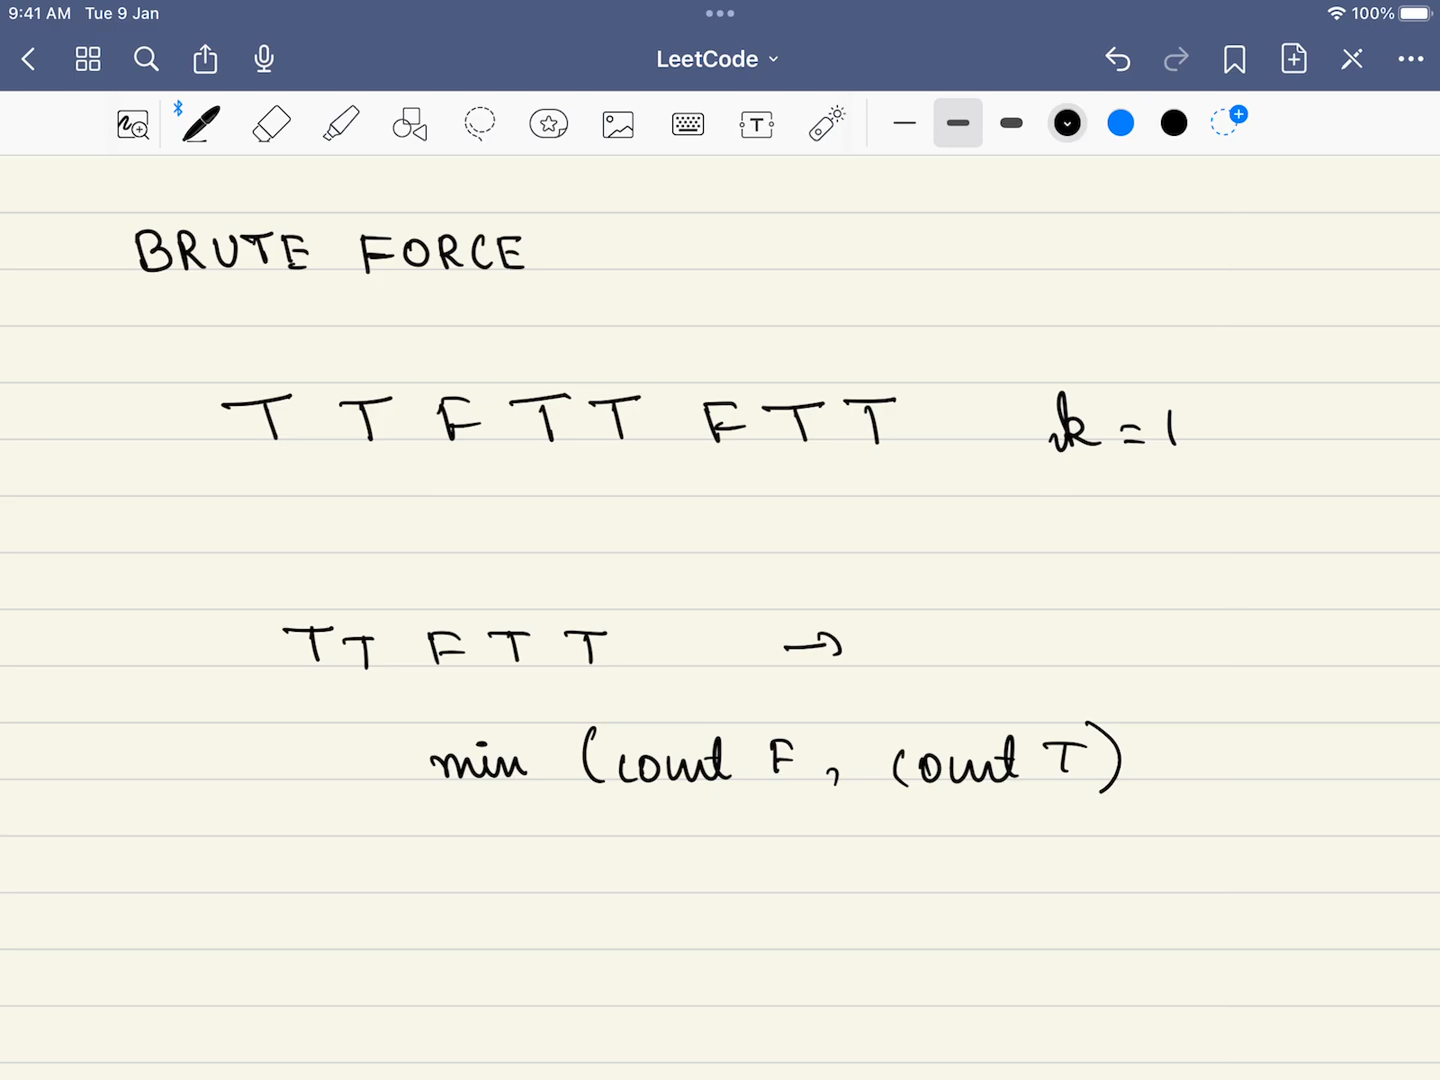 9:41 AM Tue 9 Jan 100%
LeetCode
BRUTE FORCE
T T F T T F T T k = 1
T T F T T →
min (count F, count T)